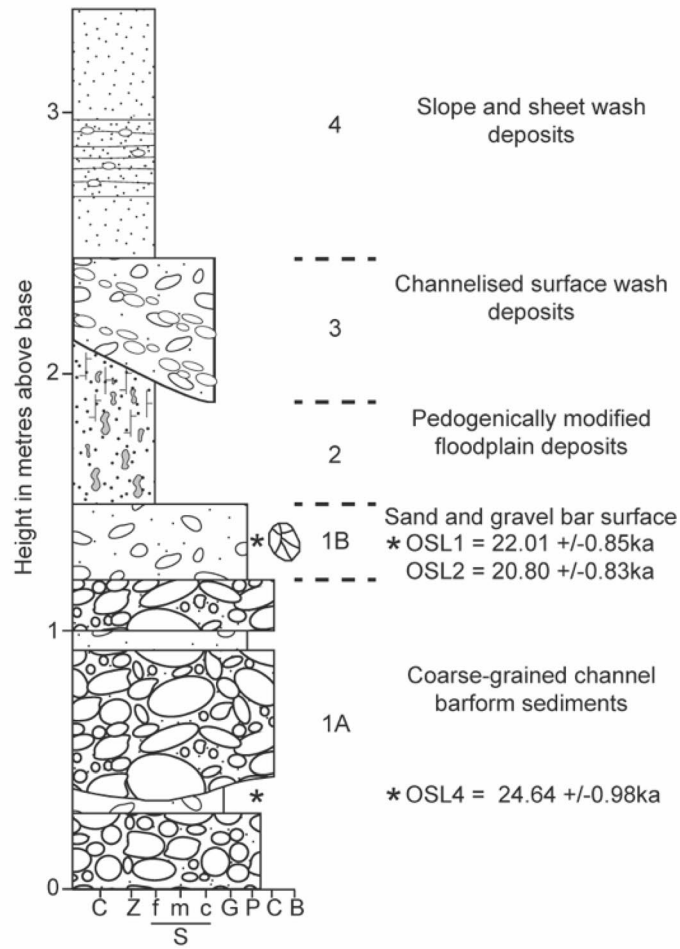 3
4
Slope and sheet wash
deposits
Channelised surface wash
deposits
3
Height in metres above base
2
Pedogenically modified
floodplain deposits
2
Sand and gravel bar surface
* 1B * OSL1 = 22.01 +/-0.85ka
OSL2 = 20.80 +/-0.83ka
1
Coarse-grained channel
barform sediments
1A
* * OSL4 = 24.64 +/-0.98ka
0
C Z f m c G P C B
S